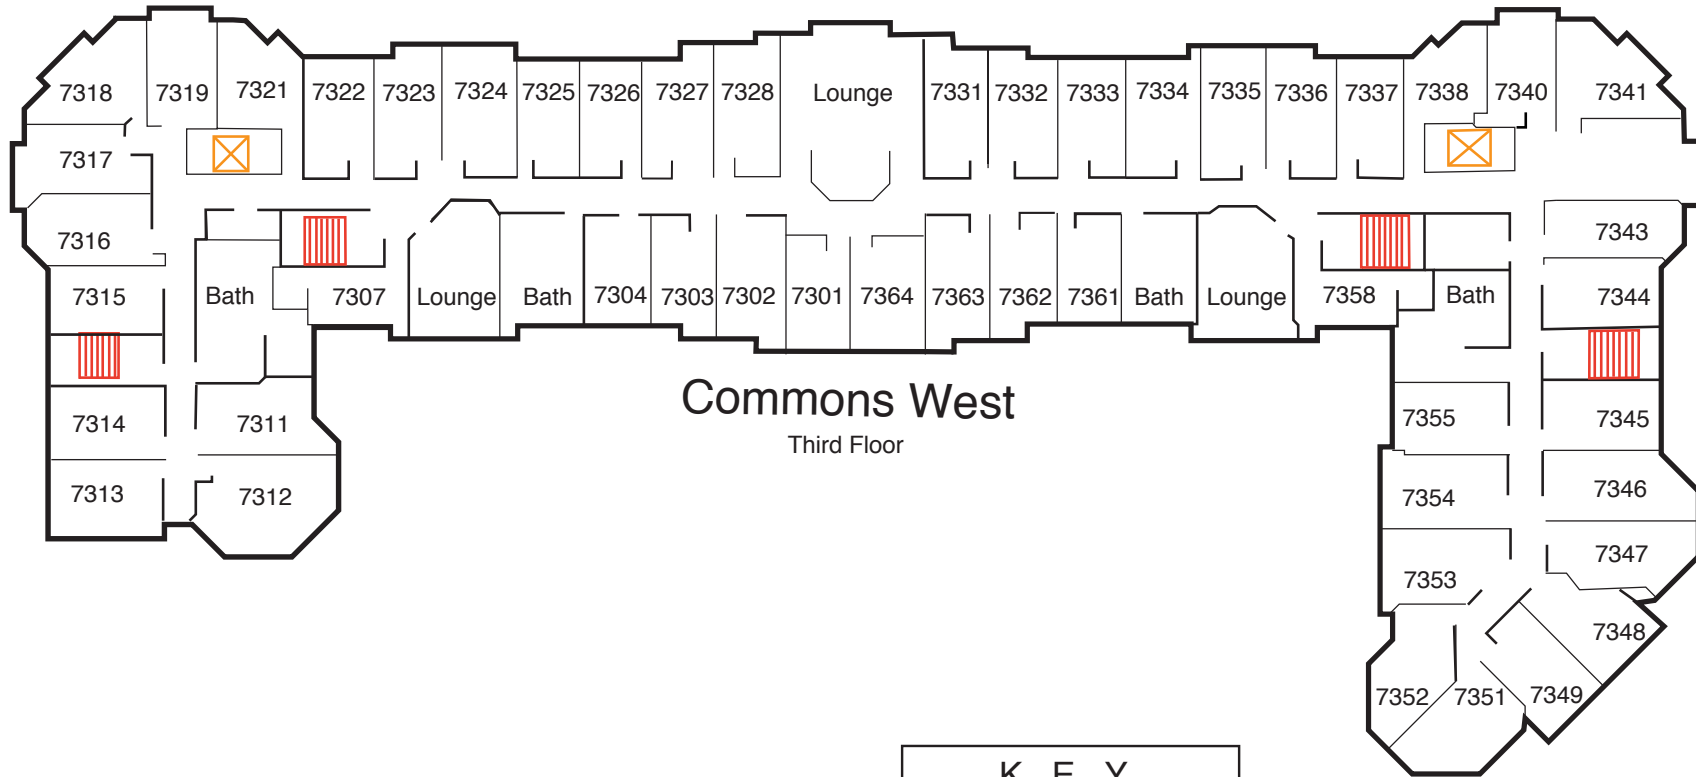 7318 7319 7321 7322 7323 7324 7325 7326 7327 7328 Lounge 7331 7332 7333 7334 7335 7336 7337 7338 7340 7341
7317
7316 7343
7315 Bath 7307 Lounge Bath 7304 7303 7302 7301 7364 7363 7362 7361 Bath Lounge 7358 Bath 7344
Commons West
Third Floor
7314 7311 7355 7345
7313 7312 7354 7346
7353 7347
7348
7352 7351 7349
K E Y